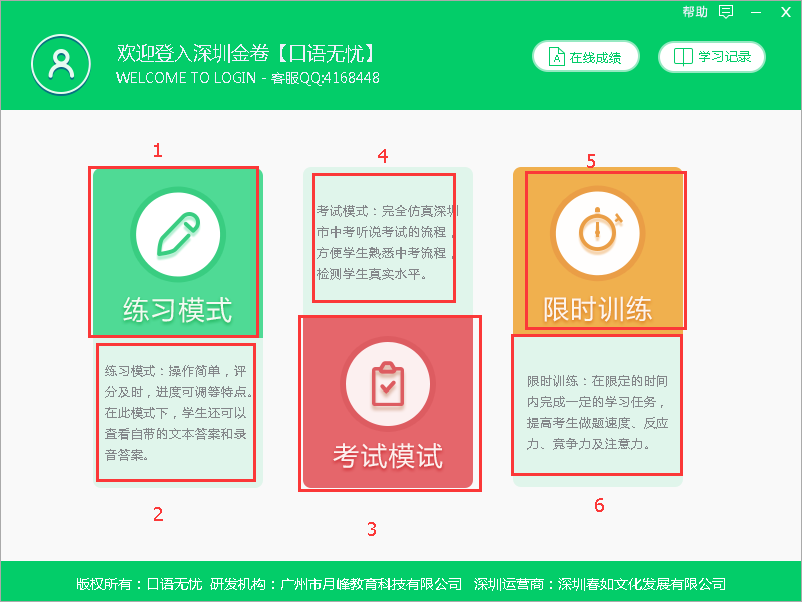 帮助
欢迎登入深圳金卷【口语无忧】
WELCOME TO LOGIN - 客服QQ:4168448
在线成绩
学习记录
1
练习模式
2
练习模式：操作简单，评
分及时，进度可调等特点。
在此模式下，学生还可以
查看自带的文本答案和录
音答案。
4
考试模式：完全仿真深圳
市中考听说考试的流程，
方便学生熟悉中考流程，
检测学生真实水平。
3
考试模试
5
限时训练
6
限时训练：在限定的时间
内完成一定的学习任务，
提高考生做题速度、反应
力、竞争力及注意力。
版权所有：口语无忧 研发机构：广州市月峰教育科技有限公司 深圳运营商：深圳春如文化发展有限公司